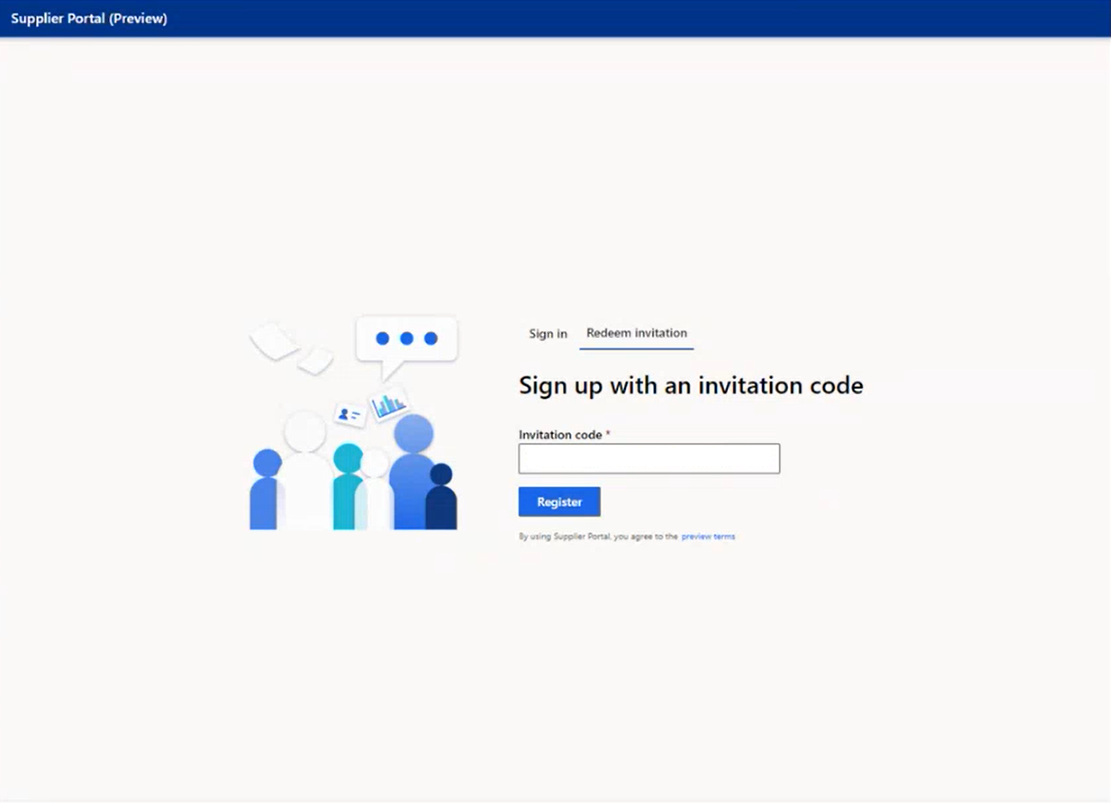 Supplier Portal (Preview)
Sign in
Redeem invitation
Sign up with an invitation code
Invitation code *
Register
By using Supplier Portal, you agree to the preview terms